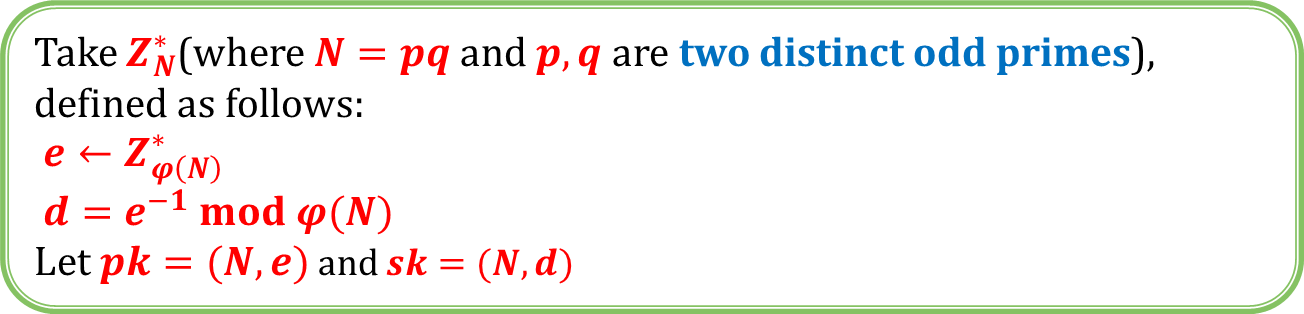 Take Z*_N(where N = pq and p, q are two distinct odd primes),
defined as follows:
e ← Z*_φ(N)
d = e⁻¹ mod φ(N)
Let pk = (N, e) and sk = (N, d)